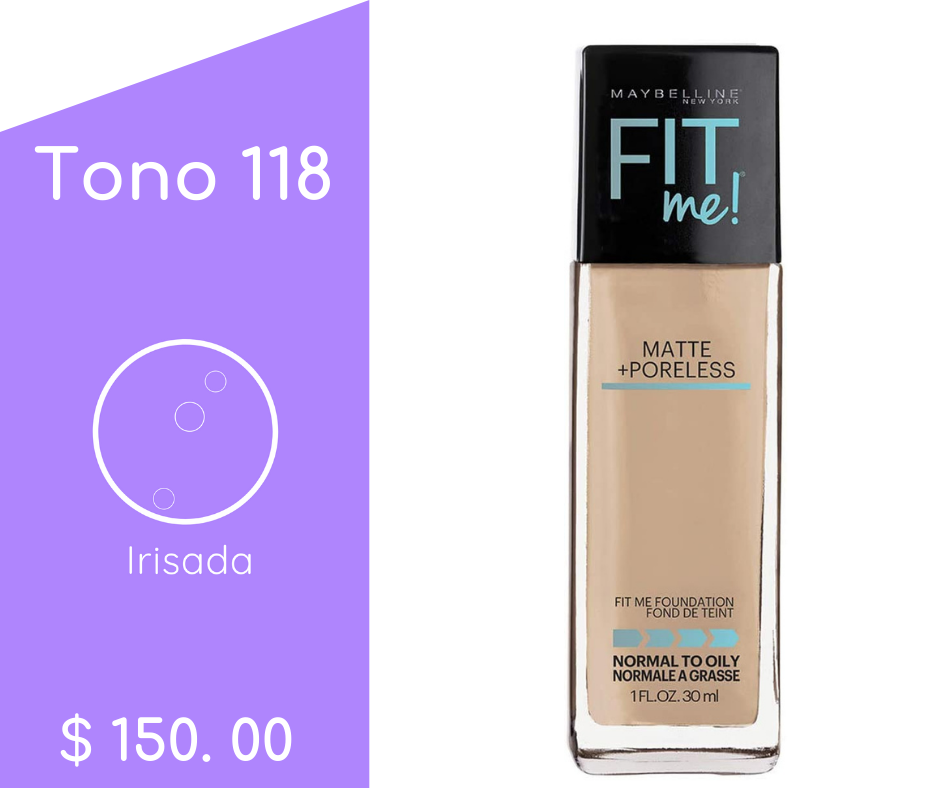 Tono 118
Irisada
$ 150. 00
MAYBELLINE
NEW YORK
FIT
me!
MATTE
+PORELESS
FIT ME FOUNDATION
FOND DE TEINT
NORMAL TO OILY
NORMALE A GRASSE
1 FL.OZ. 30 ml